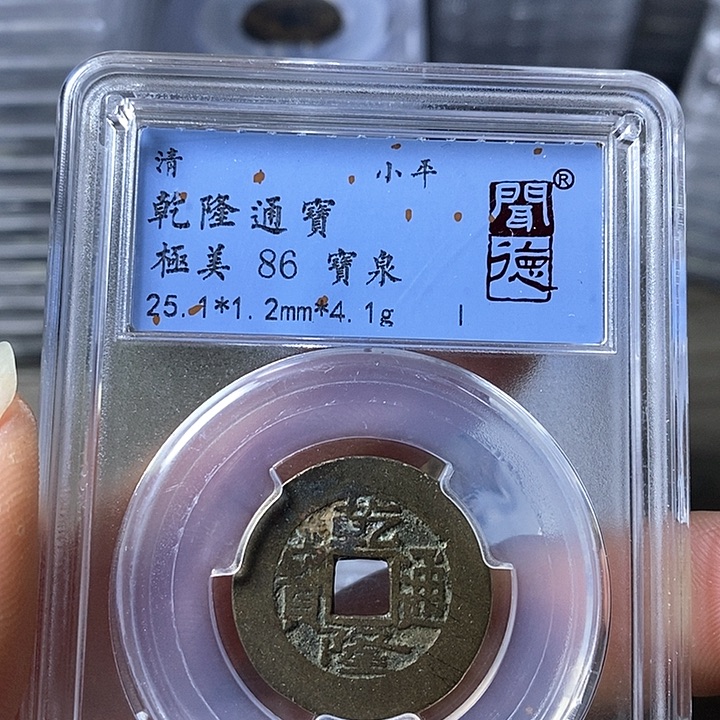 清 小平
乾隆通寶
極美 86 寶泉
25.1*1.2mm*4.1g
聞德®
乾隆通寶